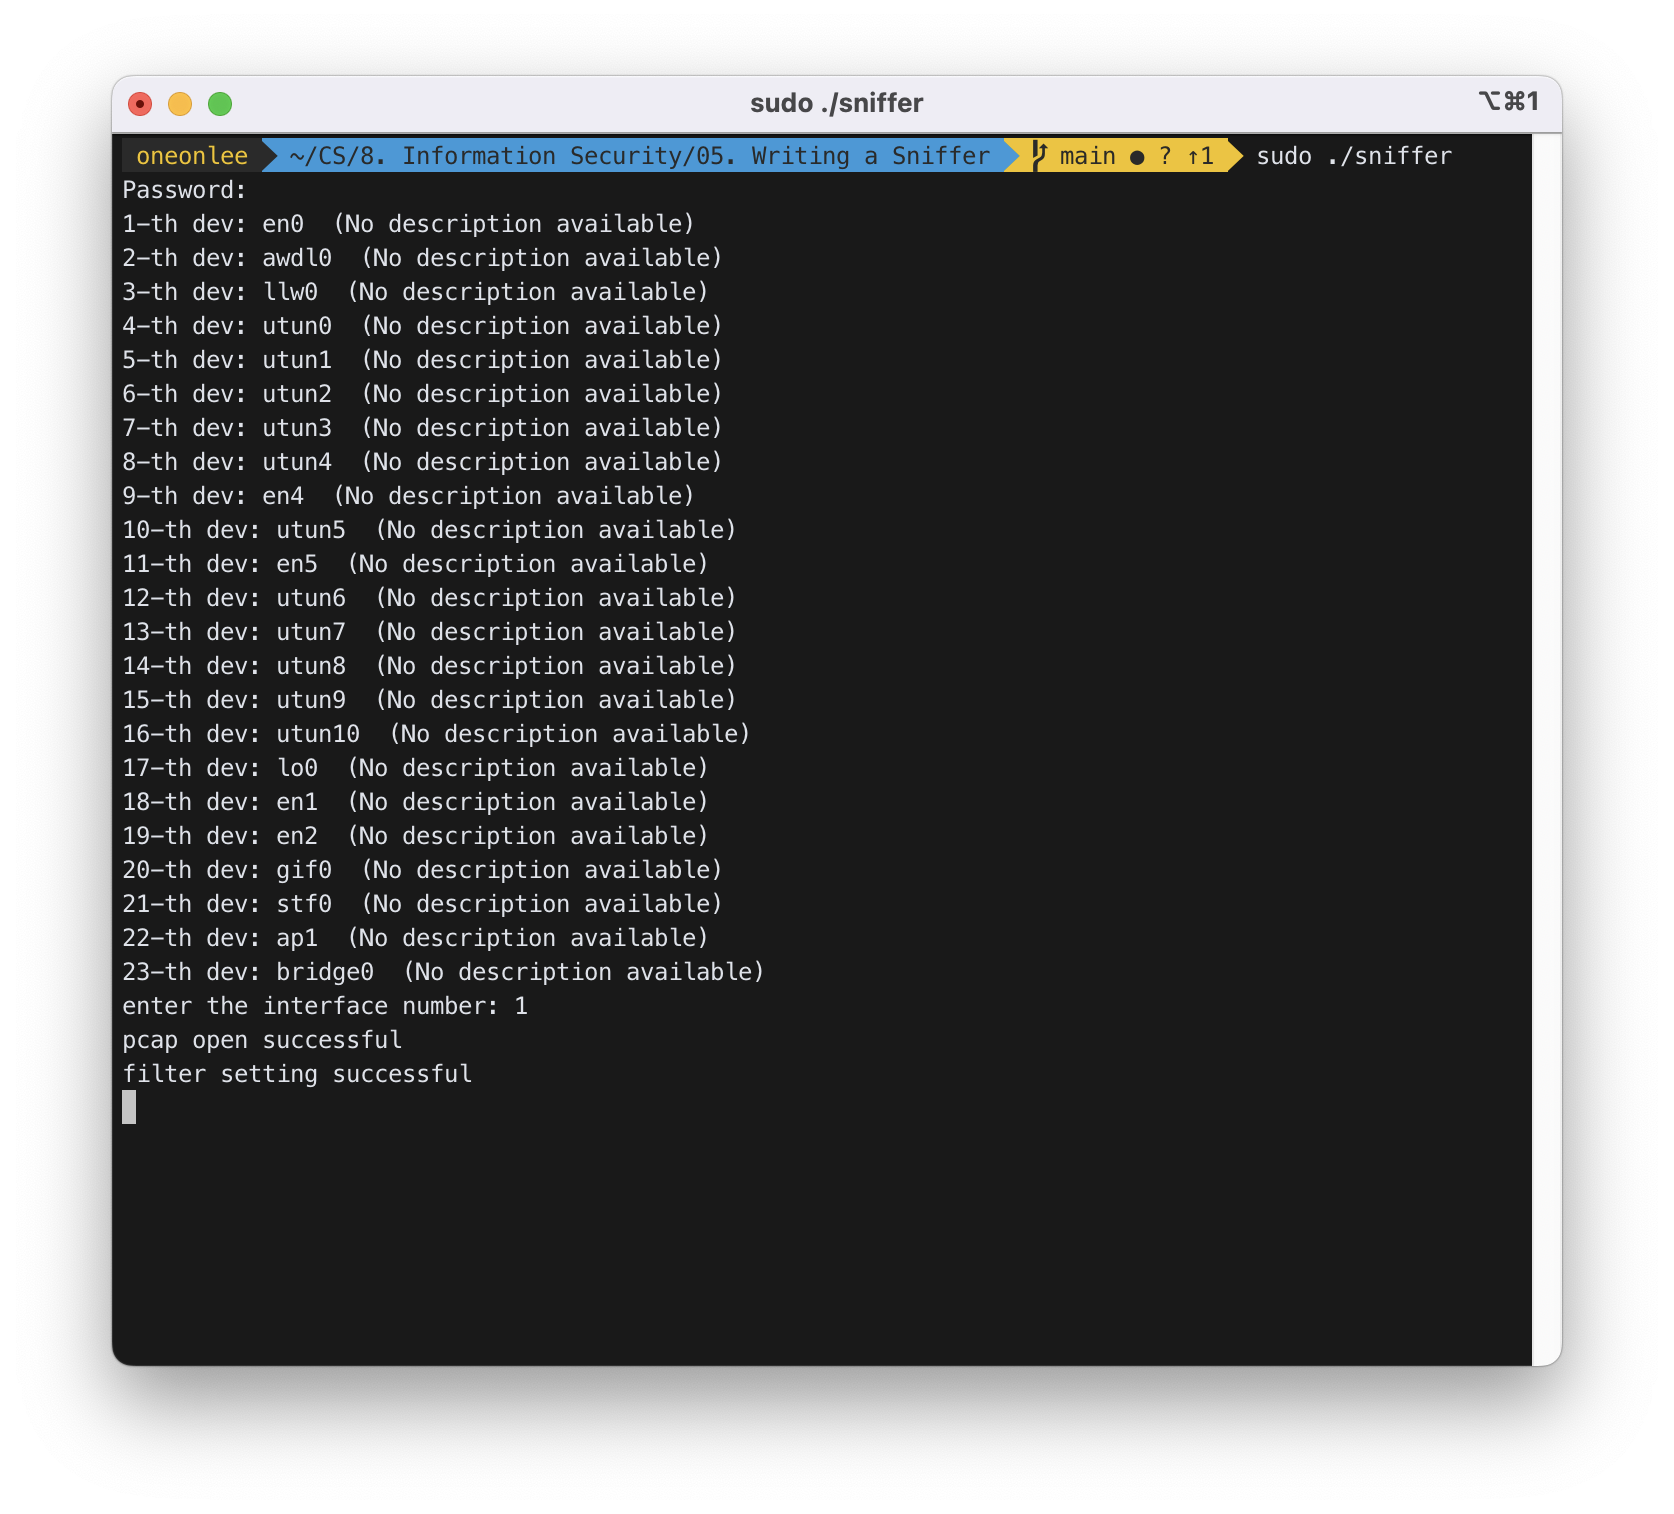 sudo ./sniffer
⌥⌘1
oneonlee ~/CS/8. Information Security/05. Writing a Sniffer main ● ? ↑1 sudo ./sniffer
Password:
1-th dev: en0  (No description available)
2-th dev: awdl0  (No description available)
3-th dev: llw0  (No description available)
4-th dev: utun0  (No description available)
5-th dev: utun1  (No description available)
6-th dev: utun2  (No description available)
7-th dev: utun3  (No description available)
8-th dev: utun4  (No description available)
9-th dev: en4  (No description available)
10-th dev: utun5  (No description available)
11-th dev: en5  (No description available)
12-th dev: utun6  (No description available)
13-th dev: utun7  (No description available)
14-th dev: utun8  (No description available)
15-th dev: utun9  (No description available)
16-th dev: utun10  (No description available)
17-th dev: lo0  (No description available)
18-th dev: en1  (No description available)
19-th dev: en2  (No description available)
20-th dev: gif0  (No description available)
21-th dev: stf0  (No description available)
22-th dev: ap1  (No description available)
23-th dev: bridge0  (No description available)
enter the interface number: 1
pcap open successful
filter setting successful